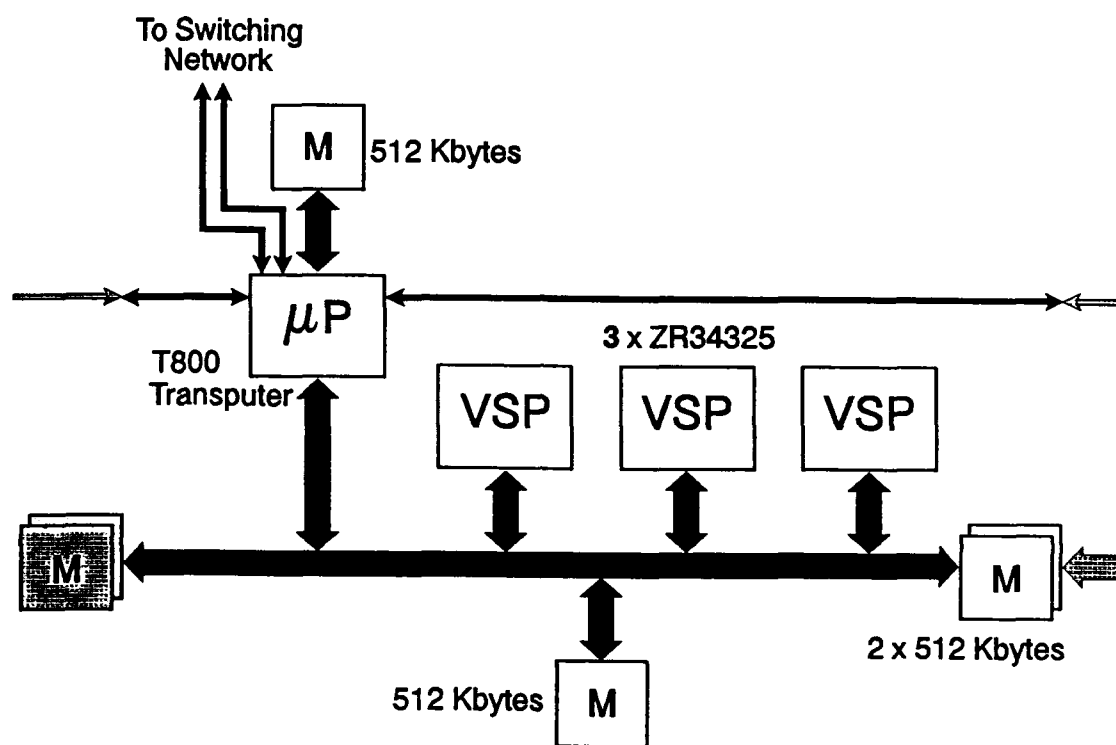 To Switching
Network
M
512 Kbytes
μP
3 x ZR34325
T800
Transputer
VSP
VSP
VSP
M
M
2 x 512 Kbytes
512 Kbytes
M